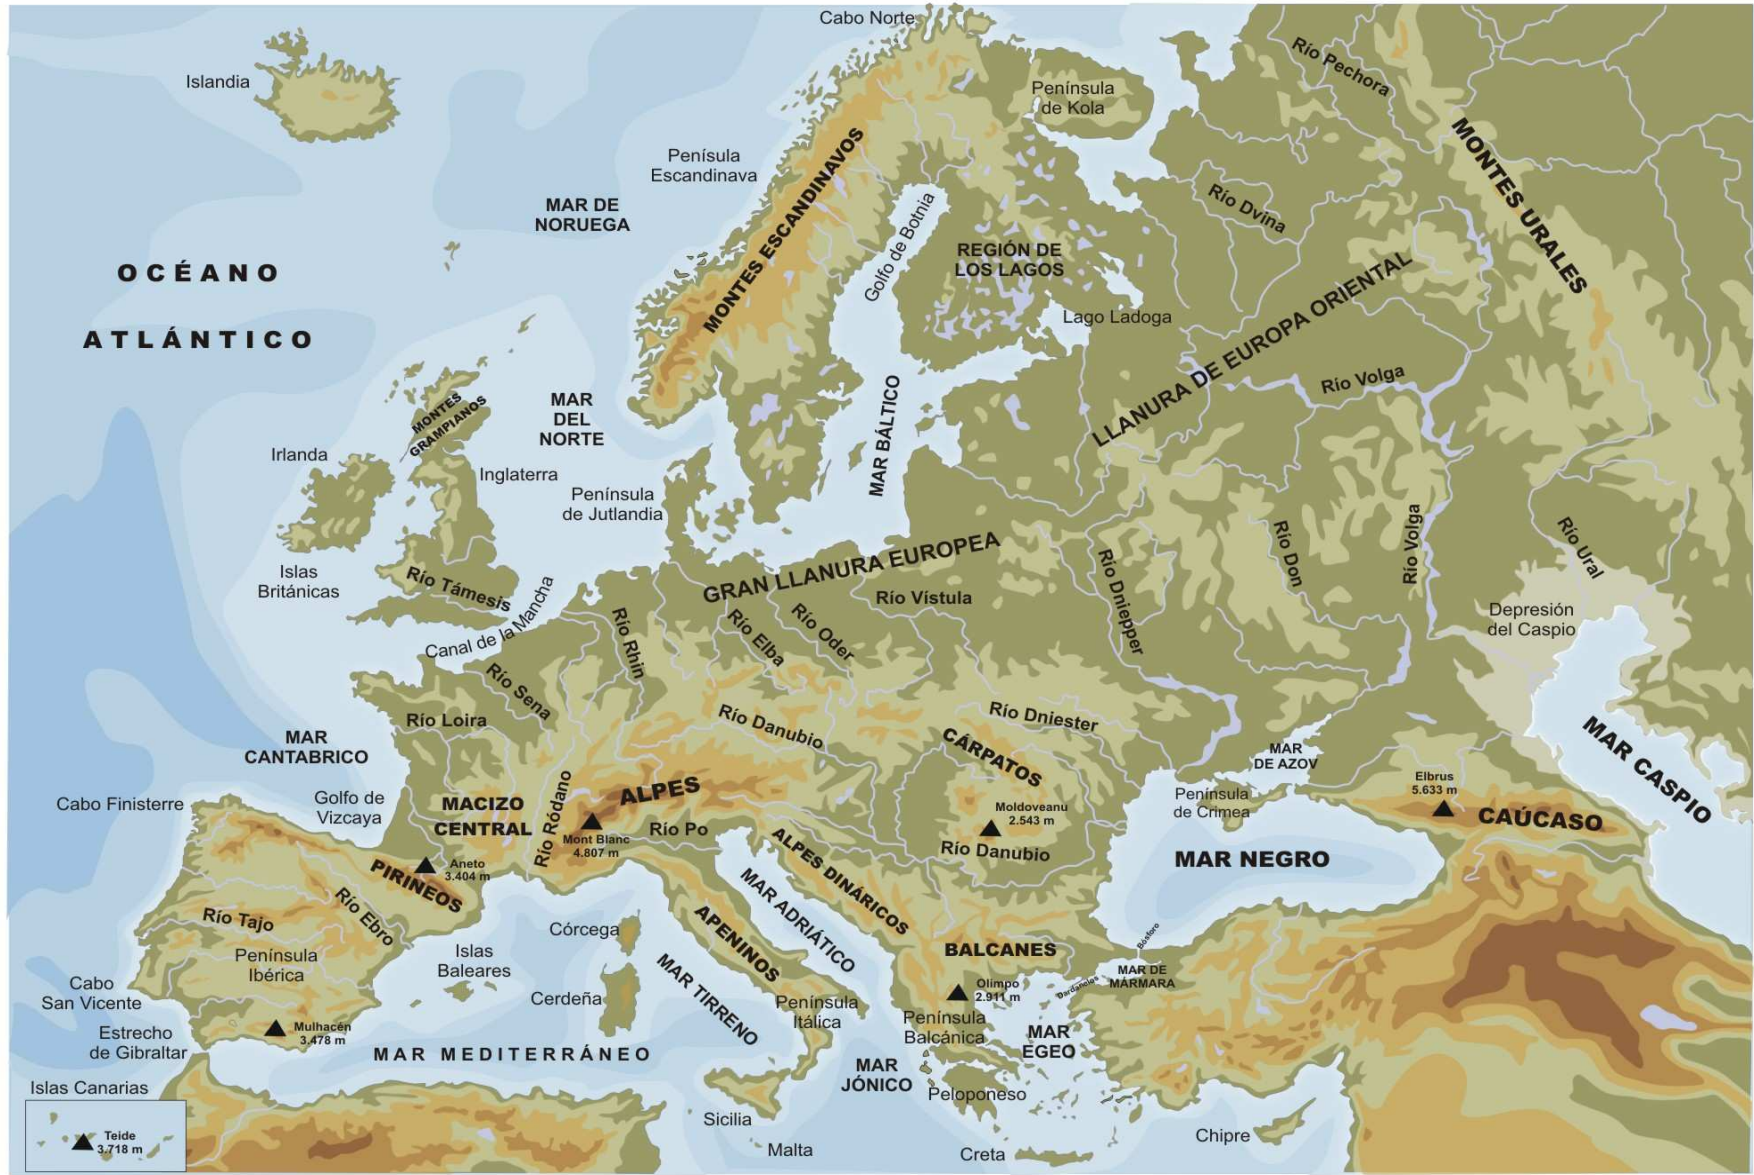 Cabo Norte
Islandia
Península
de Kola
Río Pechora
MONTES URALES
Penísula
Escandinava
MONTES ESCANDINAVOS
MAR DE
NORUEGA
Golfo de Botnia
REGIÓN DE
LOS LAGOS
Río Dvina
OCÉANO
ATLÁNTICO
Lago Ladoga
LLANURA DE EUROPA ORIENTAL
Río Volga
MONTES
GRAMPIANOS
MAR
DEL
NORTE
MAR BÁLTICO
Irlanda
Inglaterra
Península
de Jutlandia
Islas
Británicas
Río Támesis
Canal de la Mancha
GRAN LLANURA EUROPEA
Río Vístula
Río Rhin
Río Elba
Río Oder
Río Dniepper
Río Don
Río Volga
Río Ural
Depresión
del Caspio
Río Sena
Río Loira
Río Danubio
Río Dniester
CÁRPATOS
MAR
CANTABRICO
MAR
DE AZOV
MAR CASPIO
Cabo Finisterre
Golfo de
Vizcaya
MACIZO
CENTRAL
Río Ródano
ALPES
Mont Blanc
4.807 m
Río Po
Moldoveanu
2.543 m
Río Danubio
Península
de Crimea
Elbrus
5.633 m
CAÚCASO
PIRINEOS
Aneto
3.404 m
ALPES DINÁRICOS
MAR NEGRO
Río Ebro
Río Tajo
Península
Ibérica
Islas
Baleares
Córcega
Cerdeña
APENINOS
MAR ADRIÁTICO
MAR TIRRENO
BALCANES
Bósforo
Dardanelos
MAR DE
MÁRMARA
Olimpo
2.911 m
Cabo
San Vicente
Estrecho
de Gibraltar
Mulhacén
3.478 m
Península
Itálica
Península
Balcánica
MAR
EGEO
MAR MEDITERRÁNEO
MAR
JÓNICO
Peloponeso
Islas Canarias
Teide
3.718 m
Sicilia
Malta
Creta
Chipre